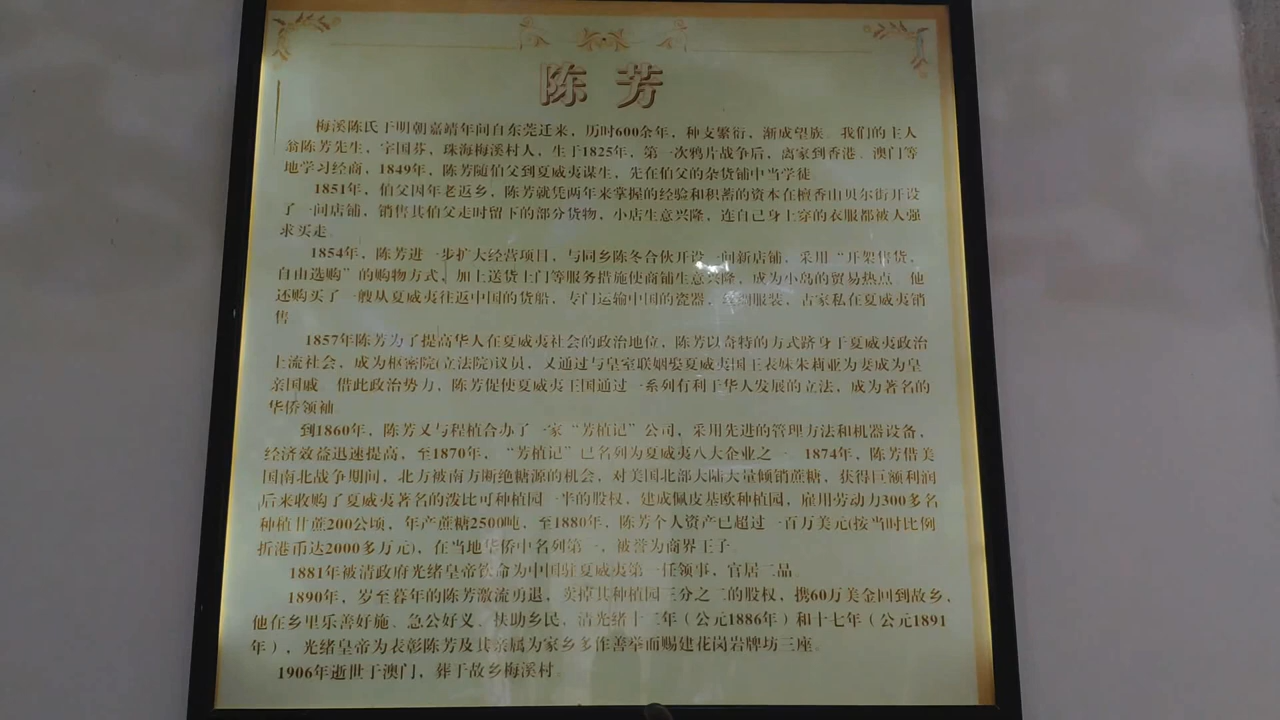 陈芳
梅溪陈氏于明朝嘉靖年间自东莞迁来，历时600余年，种支繁衍，渐成望族。我们的主人
翁陈芳先生，字国芬，珠海梅溪村人，生于1825年，第一次鸦片战争后，离家到香港、澳门等
地学习经商，1849年，陈芳随伯父到夏威夷谋生，先在伯父的杂货铺中当学徒。
1851年，伯父因年老返乡，陈芳就凭两年来掌握的经验和积蓄的资本在檀香山贝尔街开设
了一间店铺，销售其伯父走时留下的部分货物，小店生意兴隆，连自己身上穿的衣服都被人强
求买走。
1854年，陈芳进一步扩大经营项目，与同乡陈冬合伙开设一间新店铺，采用“开架售货，
自由选购”的购物方式，加上送货上门等服务措施使商铺生意兴隆，成为小岛的贸易热点。他
还购买了一艘从夏威夷往返中国的货船，专门运输中国的瓷器，丝绸服装，古家私在夏威夷销
售。
1857年陈芳为了提高华人在夏威夷社会的政治地位，陈芳以奇特的方式跻身于夏威夷政治
上流社会，成为枢密院(立法院)议员，又通过与皇室联姻娶夏威夷国王表妹朱莉亚为妻成为皇
亲国戚。借此政治势力，陈芳促使夏威夷王国通过一系列有利于华人发展的立法，成为著名的
华侨领袖。
到1860年，陈芳又与程植合办了一家“芳植记”公司，采用先进的管理方法和机器设备，
经济效益迅速提高，至1870年，“芳植记”已名列为夏威夷八大企业之一。1874年，陈芳借美
国南北战争期间，北方被南方断绝糖源的机会，对美国北部大陆大量倾销蔗糖，获得巨额利润
后来收购了夏威夷著名的泼比可种植园一半的股权，建成佩皮基欧种植园，雇用劳动力300多名
种植甘蔗200公顷，年产蔗糖2500吨，至1880年，陈芳个人资产已超过一百万美元(按当时比例
折港币达2000多万元)，在当地华侨中名列第一，被誉为商界王子。
1881年被清政府光绪皇帝钦命为中国驻夏威夷第一任领事，官居二品。
1890年，岁至暮年的陈芳激流勇退，卖掉其种植园三分之二的股权，携60万美金回到故乡，
他在乡里乐善好施、急公好义、扶助乡民，清光绪十二年（公元1886年）和十七年（公元1891
年），光绪皇帝为表彰陈芳及其亲属为家乡多作善举而赐建花岗岩牌坊三座。
1906年逝世于澳门，葬于故乡梅溪村。